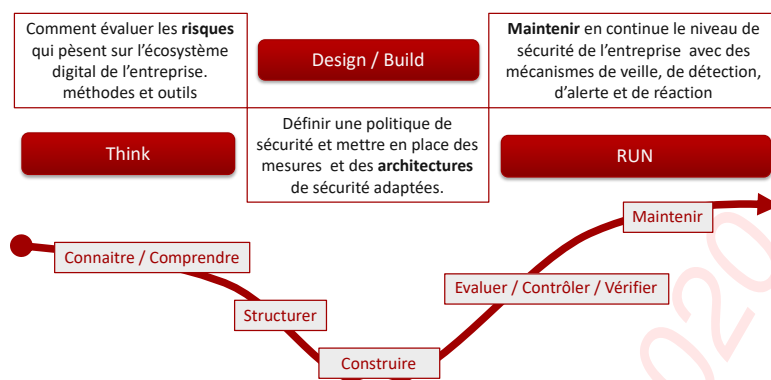 Comment évaluer les risques
qui pèsent sur l'écosystème
digital de l'entreprise.
méthodes et outils
Think
Design / Build
Définir une politique de
sécurité et mettre en place des
mesures et des architectures
de sécurité adaptées.
Maintenir en continue le niveau de
sécurité de l'entreprise avec des
mécanismes de veille, de détection,
d'alerte et de réaction
RUN
Connaitre / Comprendre
Structurer
Construire
Evaluer / Contrôler / Vérifier
Maintenir
2020